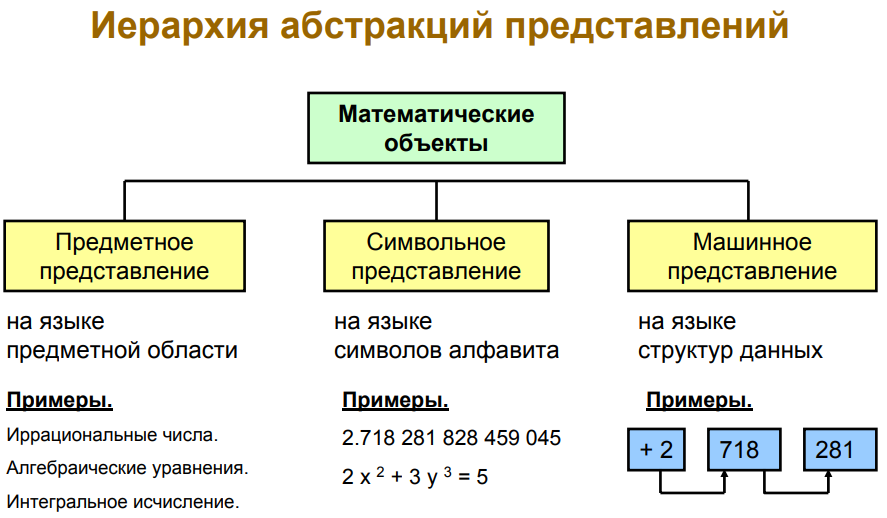 Иерархия абстракций представлений
Математические
объекты
Предметное
представление
Символьное
представление
Машинное
представление
на языке
предметной области
на языке
символов алфавита
на языке
структур данных
Примеры.
Иррациональные числа.
Алгебраические уравнения.
Интегральное исчисление.
Примеры.
2.718 281 828 459 045
2 x ² + 3 y ³ = 5
Примеры.
+ 2
718
281